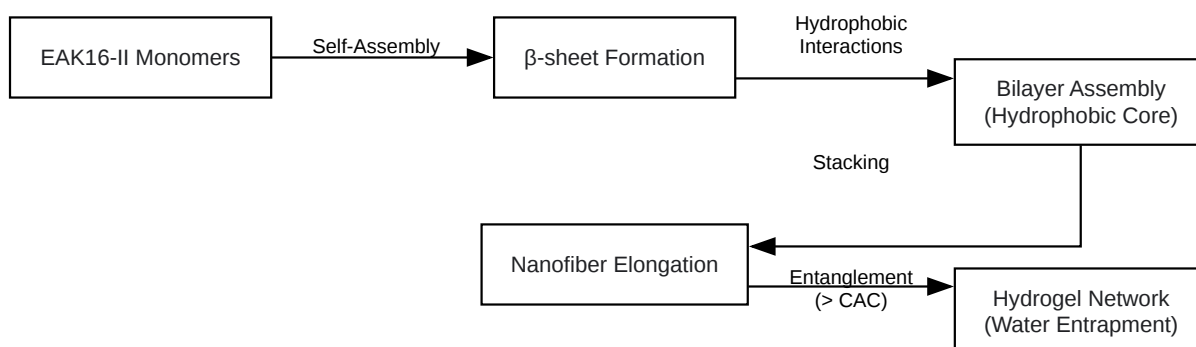 EAK16-II Monomers
Self-Assembly
β-sheet Formation
Hydrophobic
Interactions
Bilayer Assembly
(Hydrophobic Core)
Stacking
Nanofiber Elongation
Entanglement
(> CAC)
Hydrogel Network
(Water Entrapment)